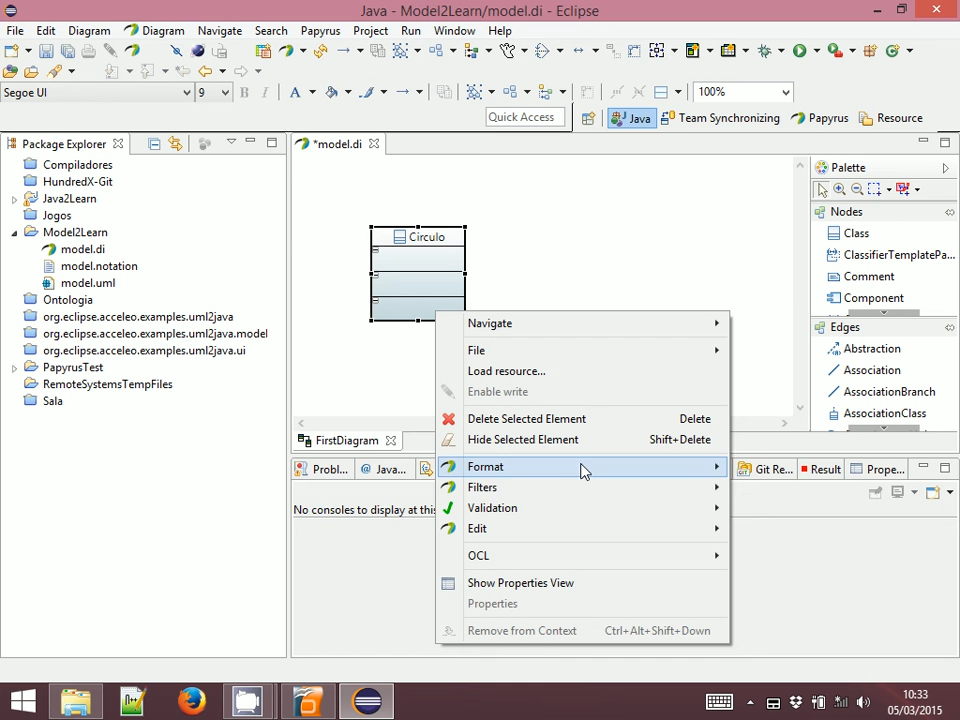 Java - Model2Learn/model.di - Eclipse
File Edit Diagram Diagram Navigate Search Papyrus Project Run Window Help
Segoe UI 9 B I A 100%
Quick Access Java Team Synchronizing Papyrus Resource
Package Explorer
*model.di
Compiladores
HundredX-Git
Java2Learn
Jogos
Model2Learn
model.di
model.notation
model.uml
Ontologia
org.eclipse.acceleo.examples.uml2java
org.eclipse.acceleo.examples.uml2java.model
org.eclipse.acceleo.examples.uml2java.ui
PapyrusTest
RemoteSystemsTempFiles
Sala
Circulo
Palette
Nodes
Class
ClassifierTemplatePa...
Comment
Component
Edges
Abstraction
Association
AssociationBranch
AssociationClass
FirstDiagram
Probl... @ Java... Git Re... Result Prope...
No consoles to display at this
Navigate
File
Load resource...
Enable write
Delete Selected Element Delete
Hide Selected Element Shift+Delete
Format
Filters
Validation
Edit
OCL
Show Properties View
Properties
Remove from Context Ctrl+Alt+Shift+Down
10:33
05/03/2015